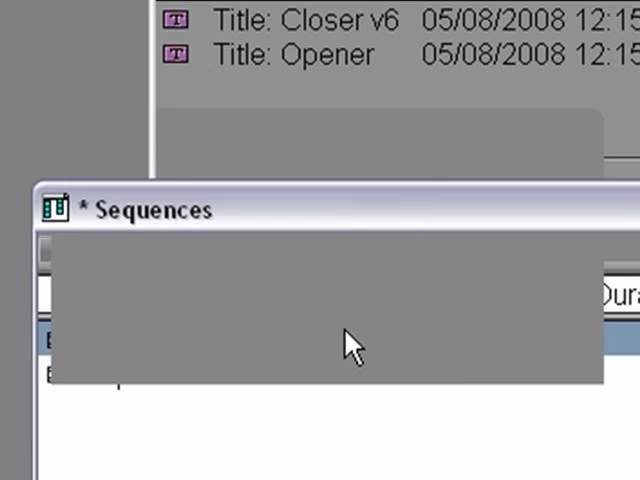 Title: Closer v6 05/08/2008 12:15
Title: Opener 05/08/2008 12:15
* Sequences